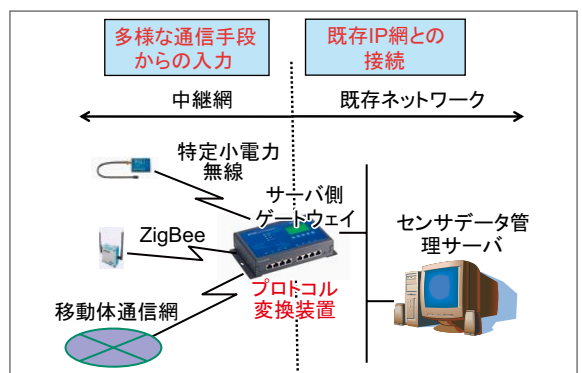 多様な通信手段
からの入力
既存IP網との
接続
中継網
既存ネットワーク
特定小電力
無線
サーバ側
ゲートウェイ
ZigBee
センサデータ管
理サーバ
プロトコル
変換装置
移動体通信網